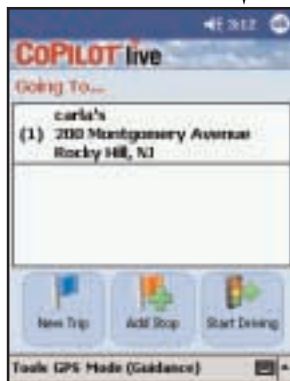 3:12
CoPILOT live
Going To...
carla's
(1) 200 Montgomery Avenue
Rocky Hill, NJ
New Trip Add Stop Start Driving
Tools GPS Mode (Guidance)